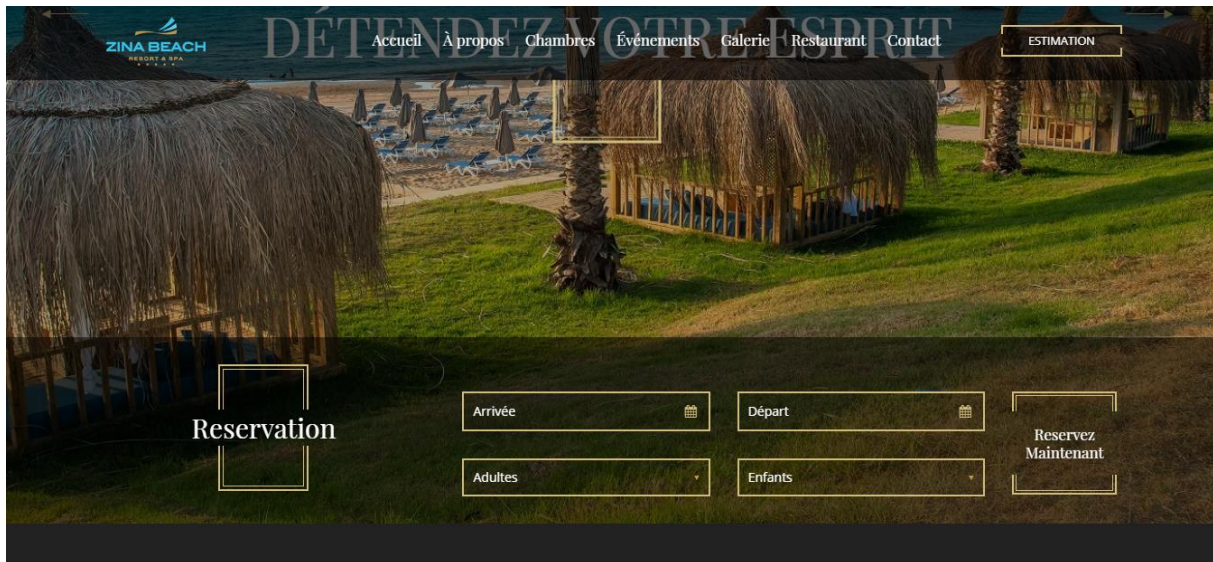 DÉTENDEZ VOTRE ESPRIT
ZINA BEACH
RESORT & SPA
Accueil À propos Chambres Événements Galerie Restaurant Contact
ESTIMATION
Reservation
Arrivée
Départ
Adultes
Enfants
Reservez
Maintenant